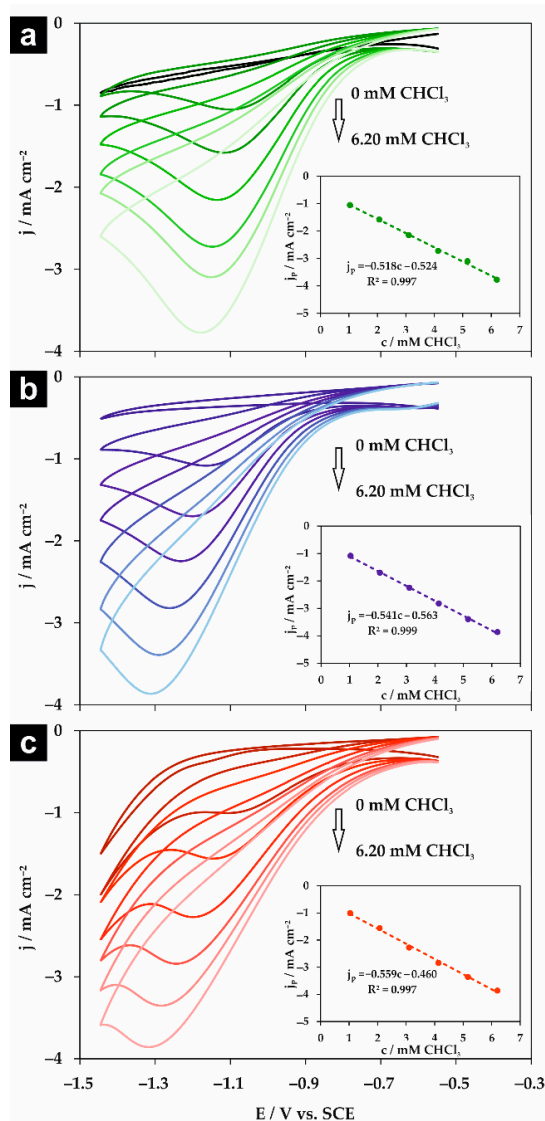 a
0
−1
−2
−3
−4
j / mA cm⁻²
0 mM CHCl₃
6.20 mM CHCl₃
0
−1
−2
−3
−4
−5
jₚ / mA cm⁻²
jₚ =−0.518c−0.524
R² = 0.997
0 1 2 3 4 5 6 7
c / mM CHCl₃
b
0
−1
−2
−3
−4
j / mA cm⁻²
0 mM CHCl₃
6.20 mM CHCl₃
0
−1
−2
−3
−4
−5
jₚ / mA cm⁻²
jₚ =−0.541c−0.563
R² = 0.999
0 1 2 3 4 5 6 7
c / mM CHCl₃
c
0
−1
−2
−3
−4
j / mA cm⁻²
0 mM CHCl₃
6.20 mM CHCl₃
0
−1
−2
−3
−4
−5
jₚ / mA cm⁻²
jₚ =−0.559c−0.460
R² = 0.997
0 1 2 3 4 5 6 7
c / mM CHCl₃
−1.5 −1.3 −1.1 −0.9 −0.7 −0.5 −0.3
E / V vs. SCE